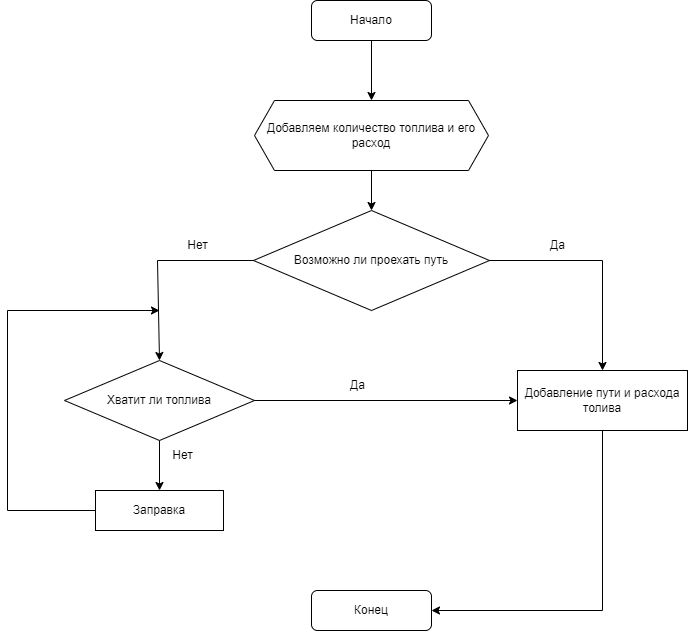 Начало
Добавляем количество топлива и его
расход
Нет
Да
Возможно ли проехать путь
Хватит ли топлива
Да
Добавление пути и расхода
толива
Нет
Заправка
Конец